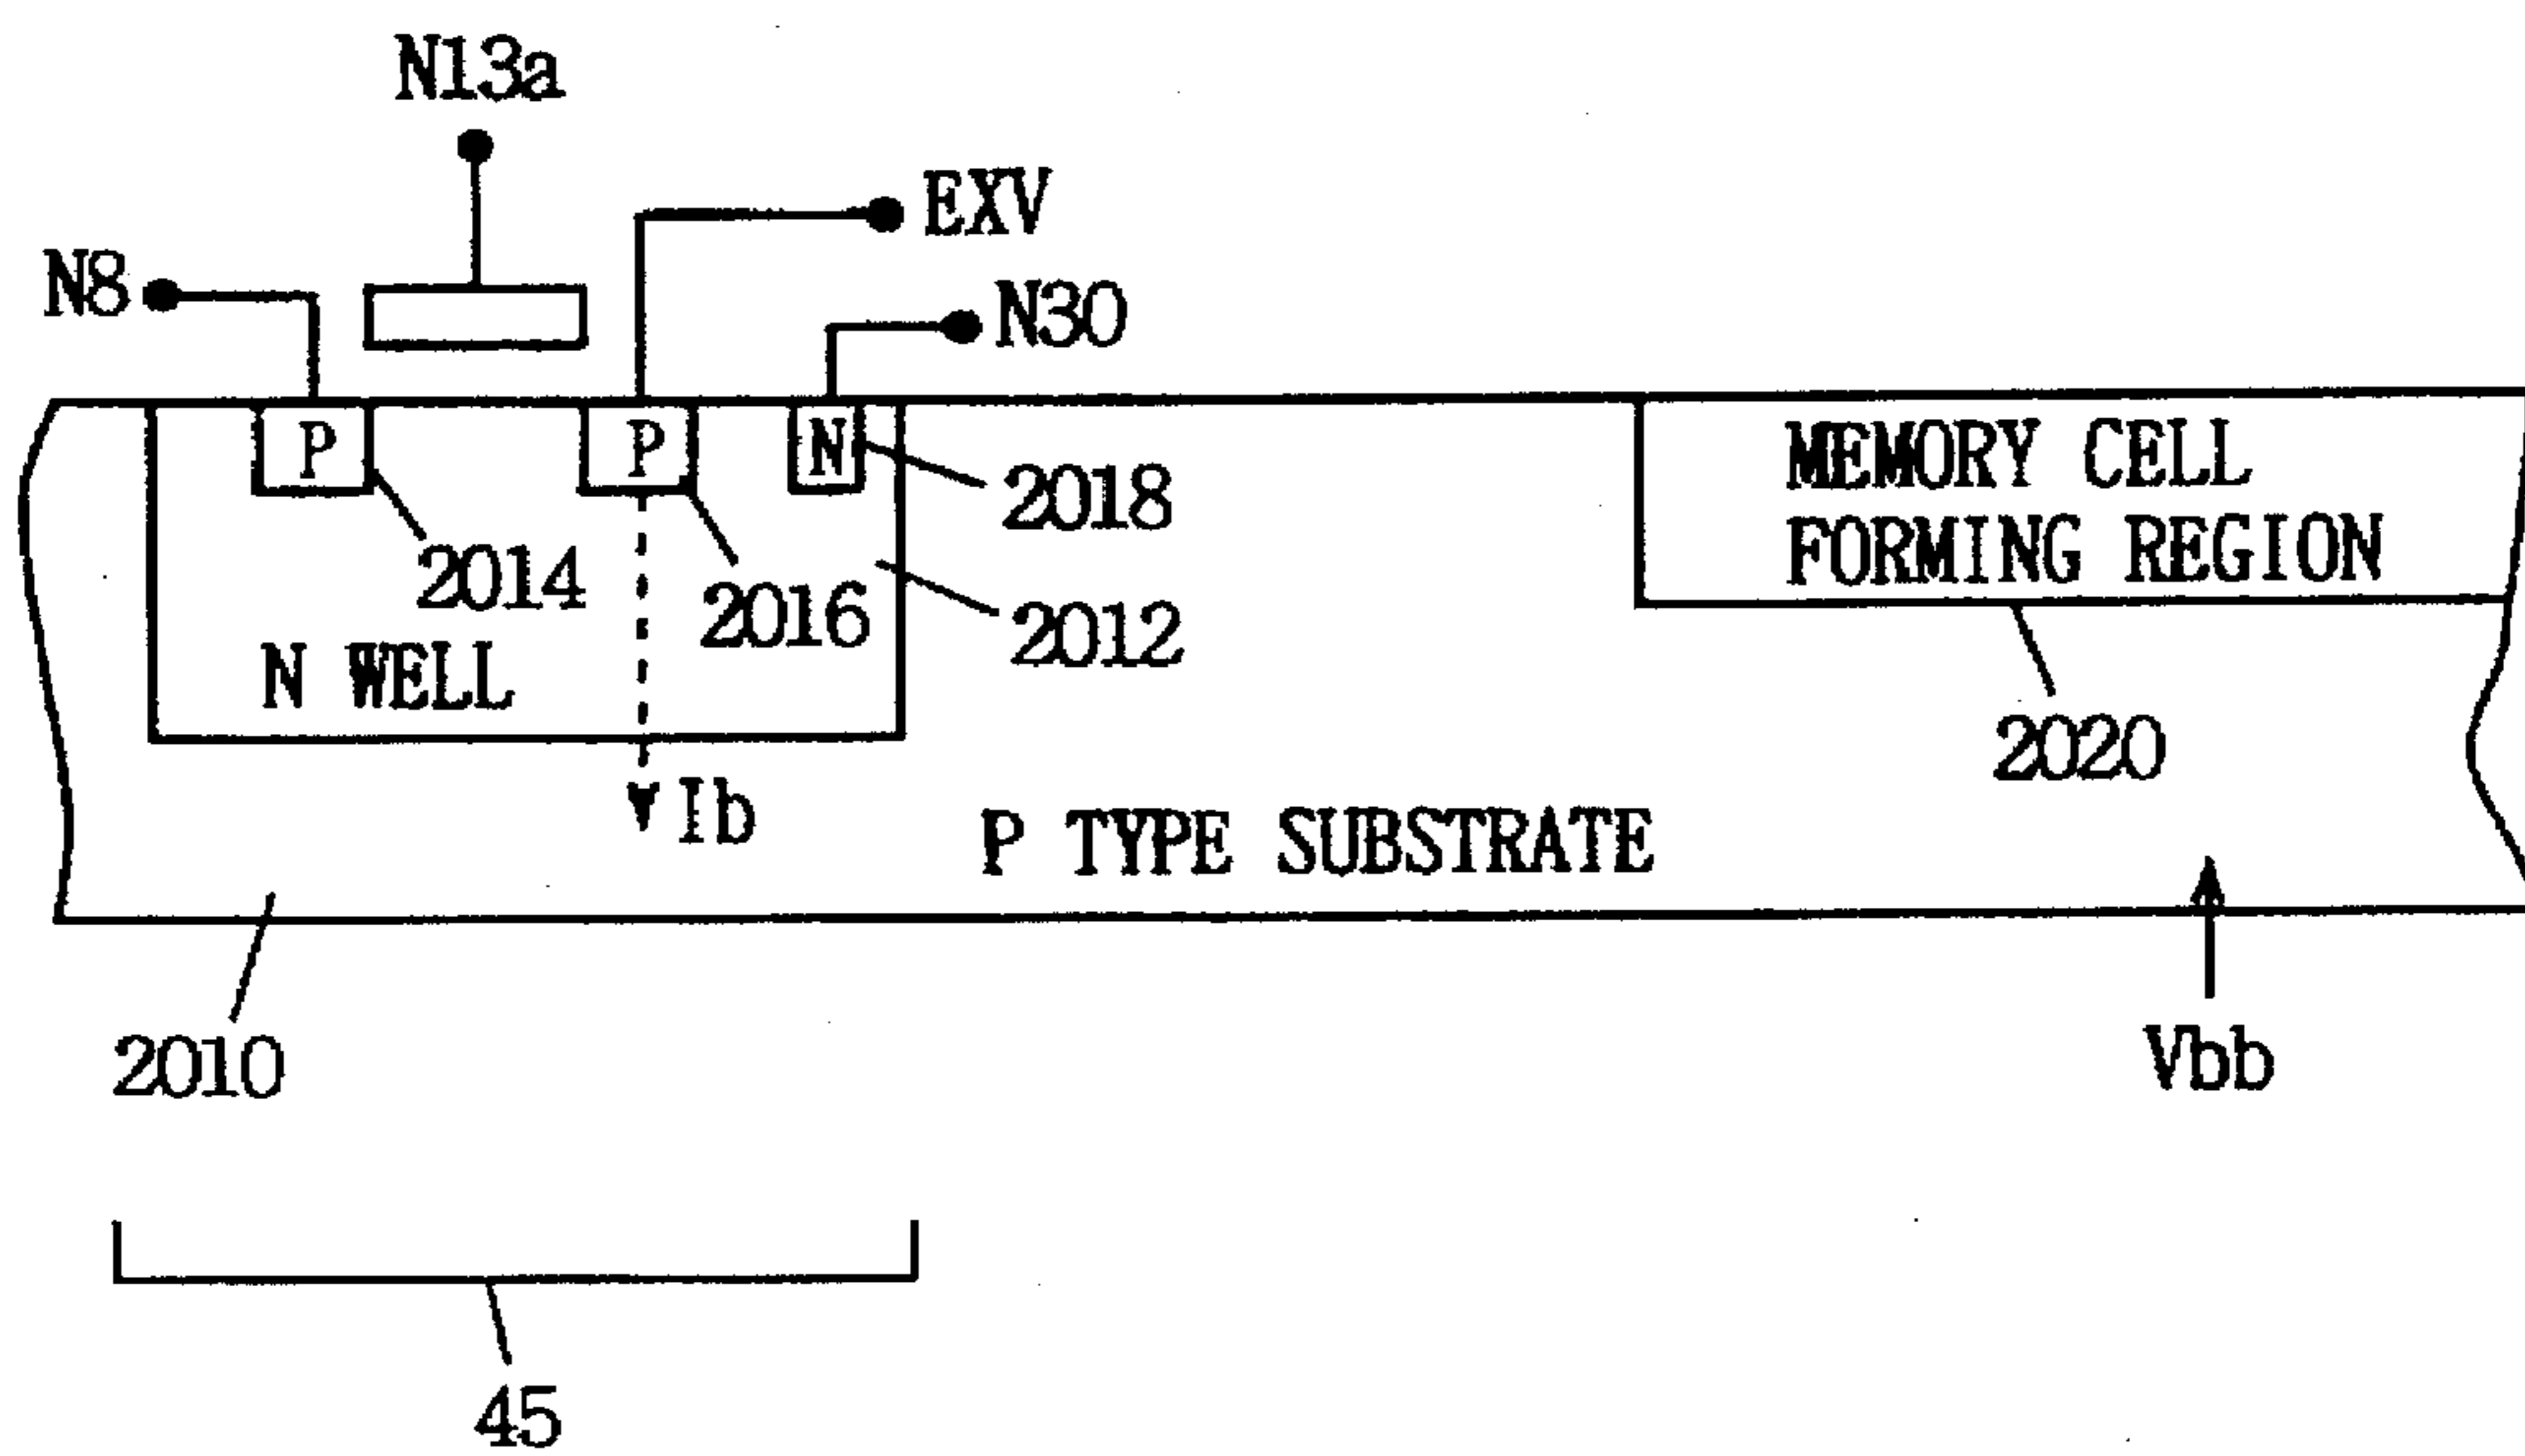 N13a
EXV
N8
N30
P
P
N
2018
MEMORY CELL
FORMING REGION
2014
2016
2012
N WELL
2020
Ib
P TYPE SUBSTRATE
2010
Vbb
45